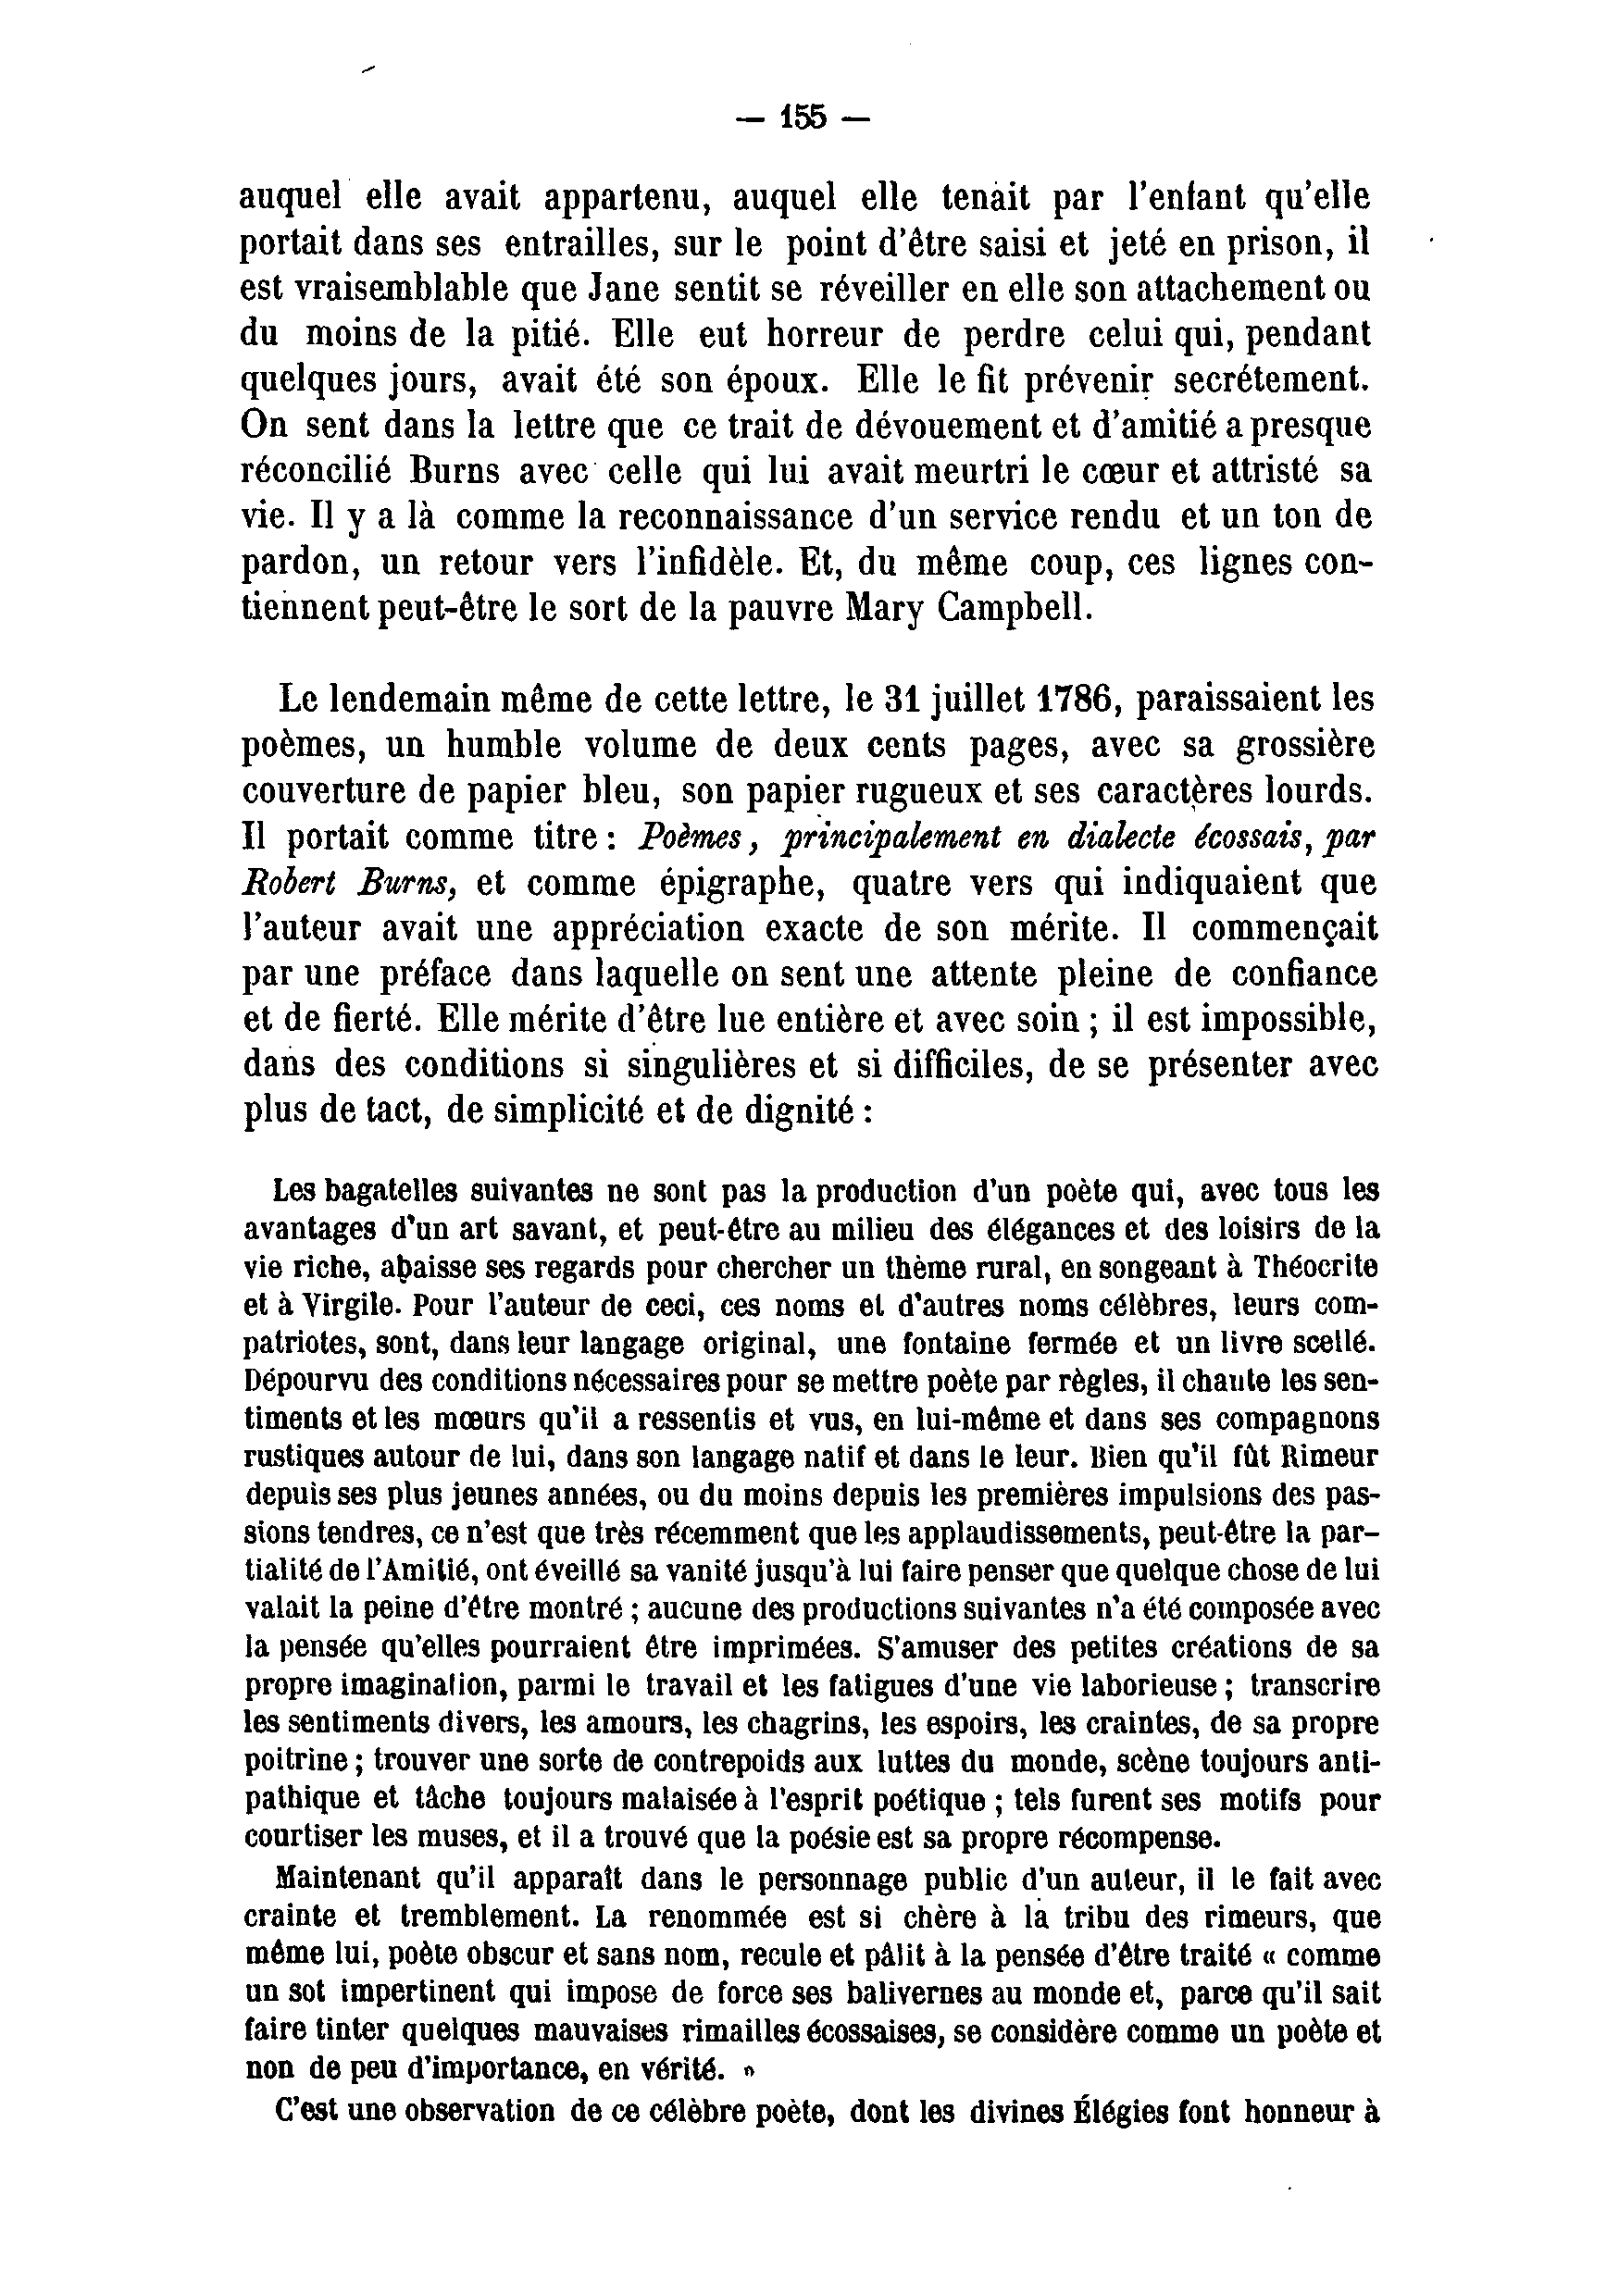 — 155 —
auquel elle avait appartenu, auquel elle tenait par l'enfant qu'elle
portait dans ses entrailles, sur le point d'être saisi et jeté en prison, il
est vraisemblable que Jane sentit se réveiller en elle son attachement ou
du moins de la pitié. Elle eut horreur de perdre celui qui, pendant
quelques jours, avait été son époux. Elle le fit prévenir secrétement.
On sent dans la lettre que ce trait de dévouement et d'amitié a presque
réconcilié Burns avec celle qui lui avait meurtri le cœur et attristé sa
vie. Il y a là comme la reconnaissance d'un service rendu et un ton de
pardon, un retour vers l'infidèle. Et, du même coup, ces lignes con-
tiennent peut-être le sort de la pauvre Mary Campbell.
Le lendemain même de cette lettre, le 31 juillet 1786, paraissaient les
poèmes, un humble volume de deux cents pages, avec sa grossière
couverture de papier bleu, son papier rugueux et ses caractères lourds.
Il portait comme titre : Poèmes, principalement en dialecte écossais, par
Robert Burns, et comme épigraphe, quatre vers qui indiquaient que
l'auteur avait une appréciation exacte de son mérite. Il commençait
par une préface dans laquelle on sent une attente pleine de confiance
et de fierté. Elle mérite d'être lue entière et avec soin ; il est impossible,
dans des conditions si singulières et si difficiles, de se présenter avec
plus de tact, de simplicité et de dignité :
Les bagatelles suivantes ne sont pas la production d'un poète qui, avec tous les
avantages d'un art savant, et peut-être au milieu des élégances et des loisirs de la
vie riche, abaisse ses regards pour chercher un thème rural, en songeant à Théocrite
et à Virgile. Pour l'auteur de ceci, ces noms et d'autres noms célèbres, leurs com-
patriotes, sont, dans leur langage original, une fontaine fermée et un livre scellé.
Dépourvu des conditions nécessaires pour se mettre poète par règles, il chante les sen-
timents et les mœurs qu'il a ressentis et vus, en lui-même et dans ses compagnons
rustiques autour de lui, dans son langage natif et dans le leur. Bien qu'il fût Rimeur
depuis ses plus jeunes années, ou du moins depuis les premières impulsions des pas-
sions tendres, ce n'est que très récemment que les applaudissements, peut-être la par-
tialité de l'Amitié, ont éveillé sa vanité jusqu'à lui faire penser que quelque chose de lui
valait la peine d'être montré ; aucune des productions suivantes n'a été composée avec
la pensée qu'elles pourraient être imprimées. S'amuser des petites créations de sa
propre imagination, parmi le travail et les fatigues d'une vie laborieuse ; transcrire
les sentiments divers, les amours, les chagrins, les espoirs, les craintes, de sa propre
poitrine ; trouver une sorte de contrepoids aux luttes du monde, scène toujours anti-
pathique et tâche toujours malaisée à l'esprit poétique ; tels furent ses motifs pour
courtiser les muses, et il a trouvé que la poésie est sa propre récompense.
Maintenant qu'il apparaît dans le personnage public d'un auteur, il le fait avec
crainte et tremblement. La renommée est si chère à la tribu des rimeurs, que
même lui, poète obscur et sans nom, recule et pâlit à la pensée d'être traité « comme
un sot impertinent qui impose de force ses balivernes au monde et, parce qu'il sait
faire tinter quelques mauvaises rimailles écossaises, se considère comme un poète et
non de peu d'importance, en vérité. »
C'est une observation de ce célèbre poète, dont les divines Élégies font honneur à